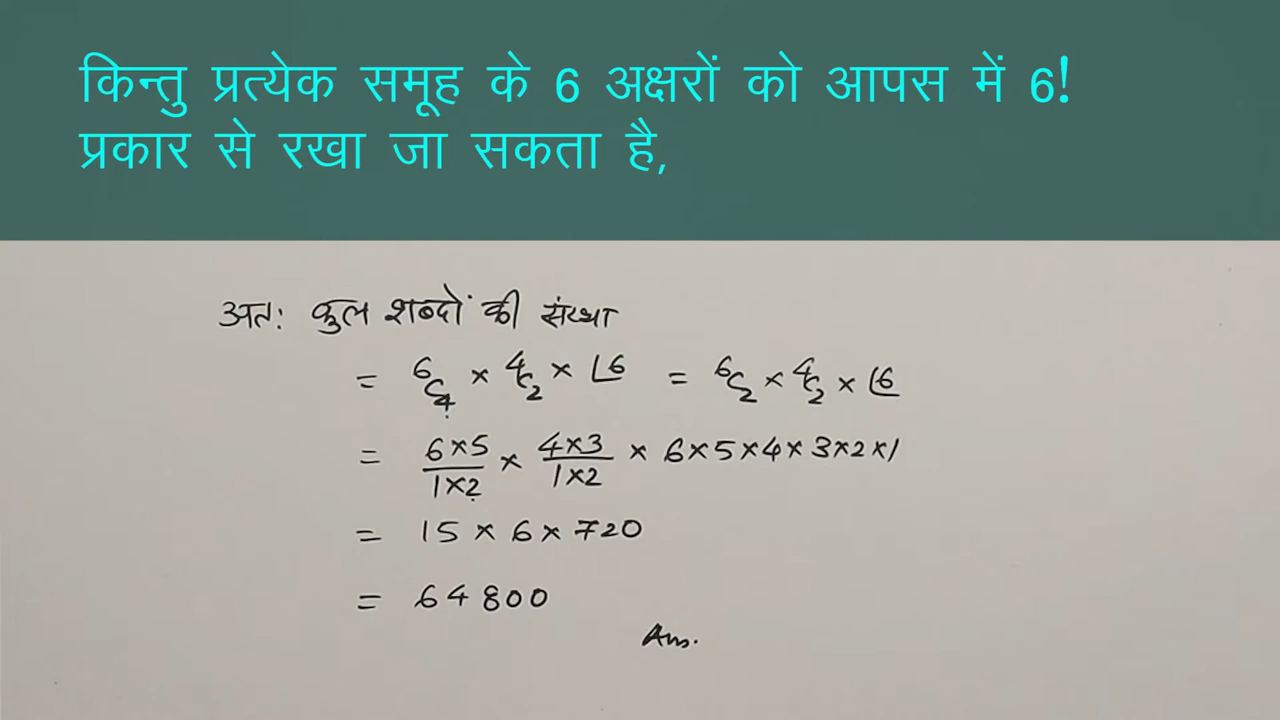 किन्तु प्रत्येक समूह के 6 अक्षरों को आपस में 6!
प्रकार से रखा जा सकता है,
अतः कुल शब्दों की संख्या
= ⁶C₄ × ⁴C₂ × ⌊6 = ⁶C₂ × ⁴C₂ × ⌊6
= 6×5/1×2 × 4×3/1×2 × 6×5×4×3×2×1
= 15 × 6 × 720
= 64800
Ans.